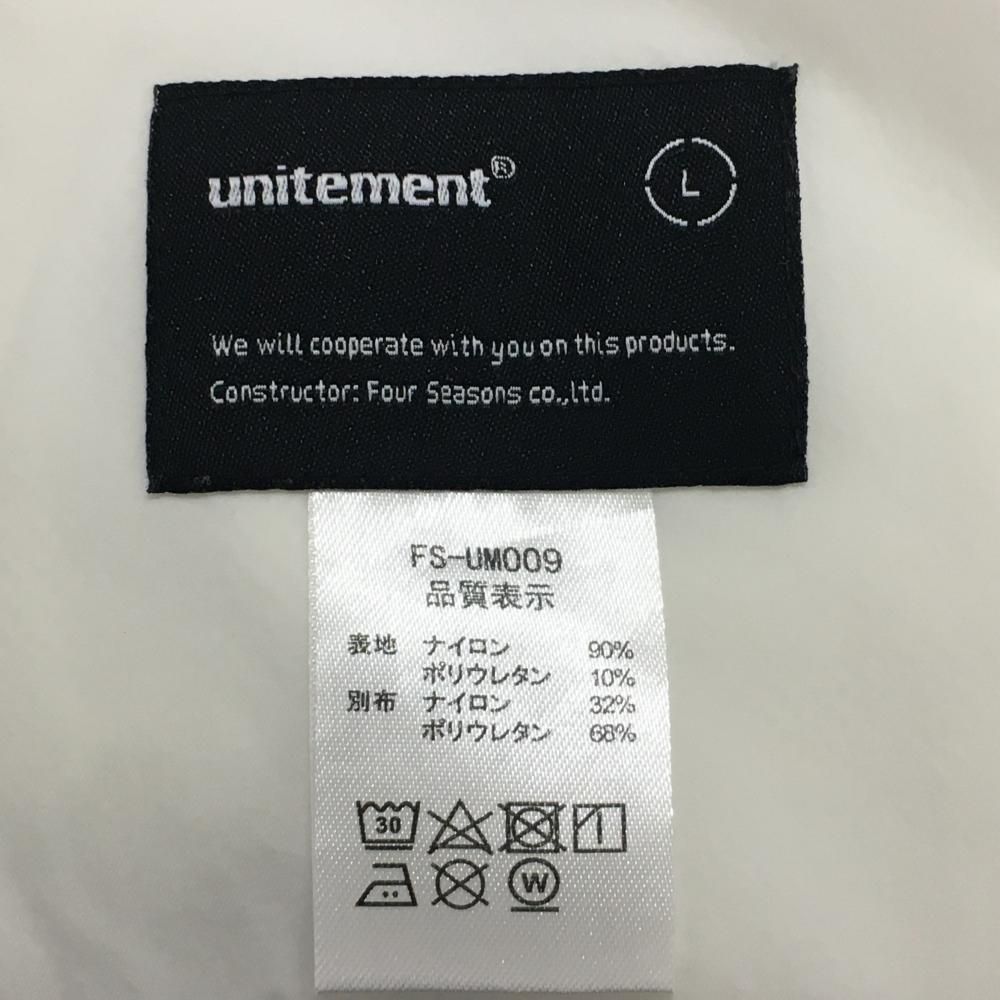 unitement®
L
We will cooperate with you on this products.
Constructor: Four Seasons co.,ltd.
FS-UM009
品質表示
表地 ナイロン 90%
ポリウレタン 10%
別布 ナイロン 32%
ポリウレタン 68%
30
W